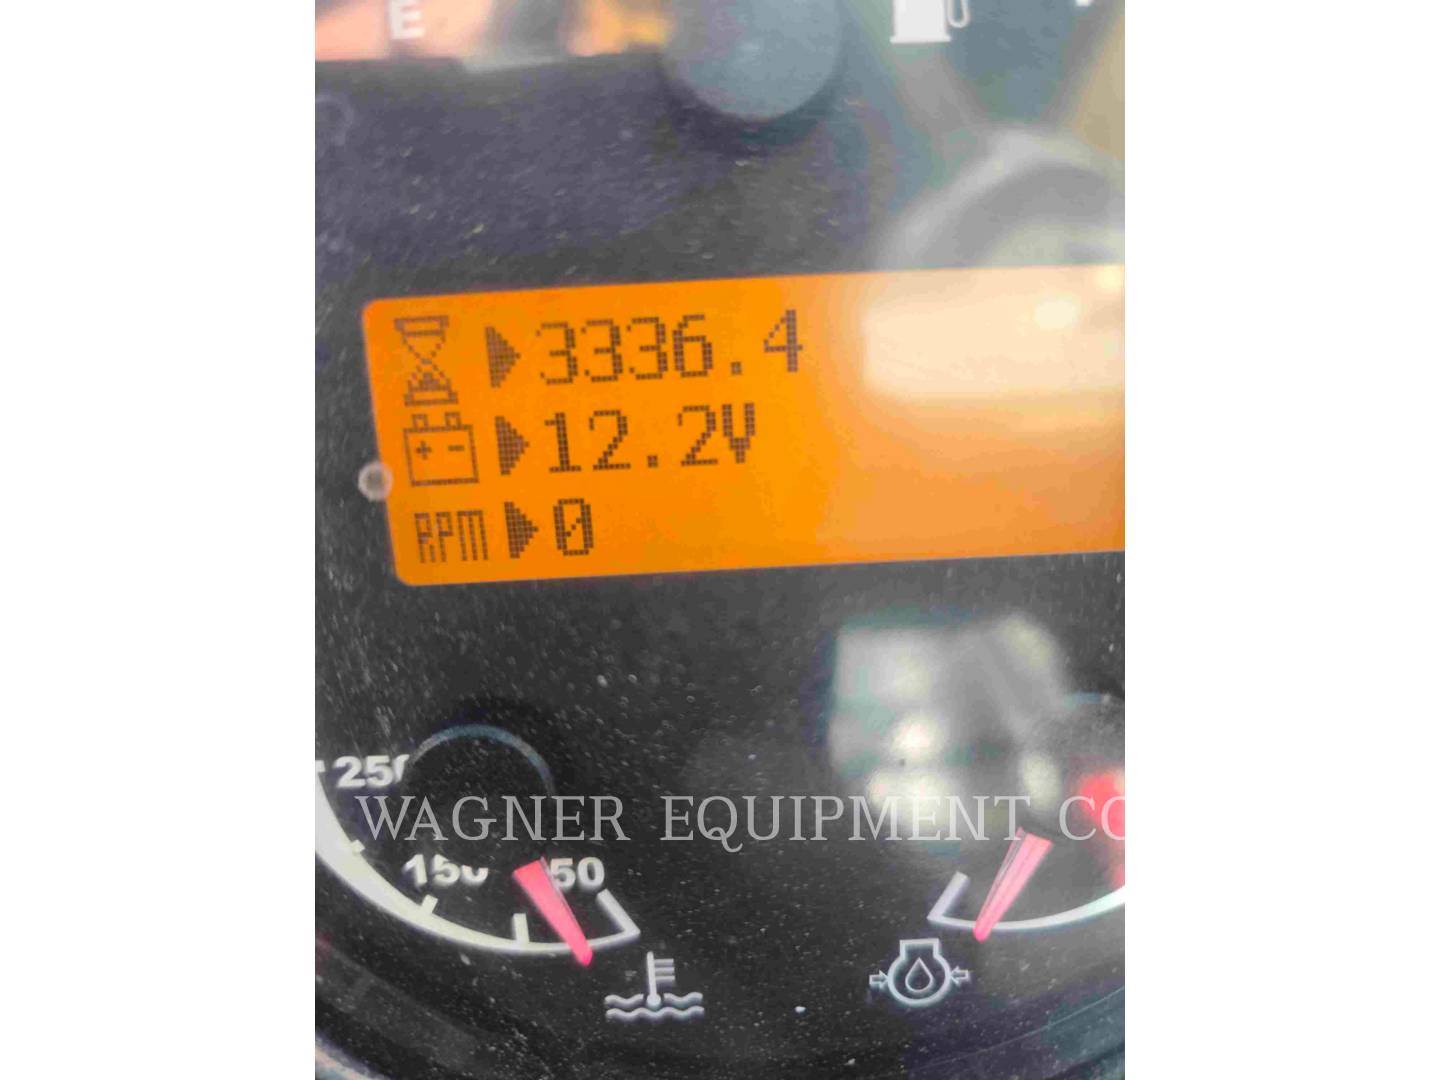 E
3336.4
12.2V
RPM 0
250
WAGNER EQUIPMENT CO
150 50